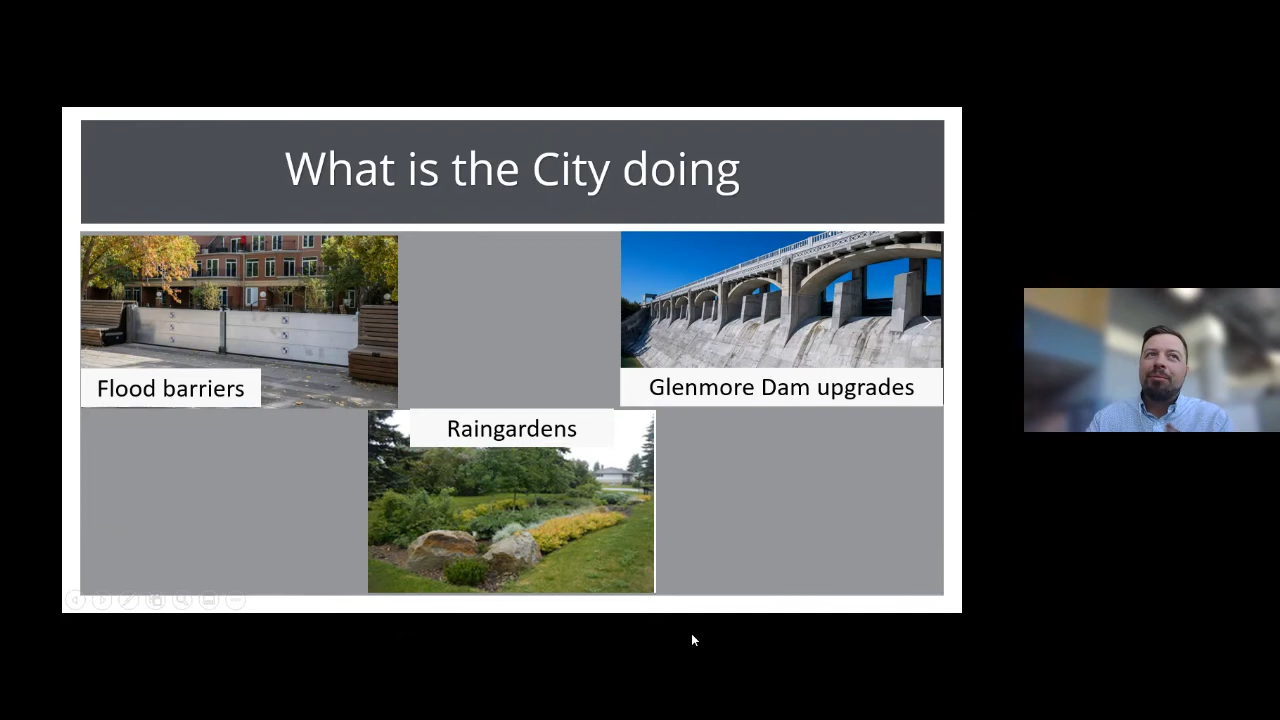 What is the City doing
Flood barriers
Glenmore Dam upgrades
Raingardens